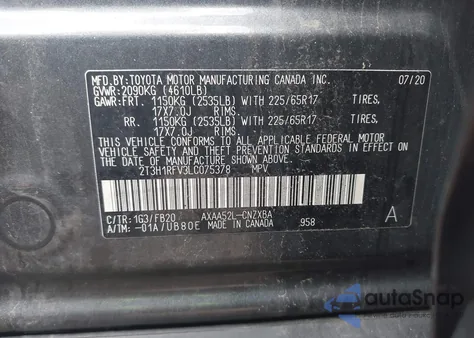 MFD.BY:TOYOTA MOTOR MANUFACTURING CANADA INC. 07/20
GVWR:2090KG (4610LB)
GAWR:FRT. 1150KG (2535LB) WITH 225/65R17 TIRES,
17X7.0J RIMS
RR. 1150KG (2535LB) WITH 225/65R17 TIRES,
17X7.0J RIMS
THIS VEHICLE CONFORMS TO ALL APPLICABLE FEDERAL MOTOR
VEHICLE SAFETY STANDARDS IN EFFECT ON THE DATE OF
MANUFACTURE SHOWN ABOVE.
2T3H1RFV3LC075378 MPV
C/TR:1G3/FB20 AXAA52L-CNZXBA A
A/TM:-01A/UB80E MADE IN CANADA 958
autoSnap